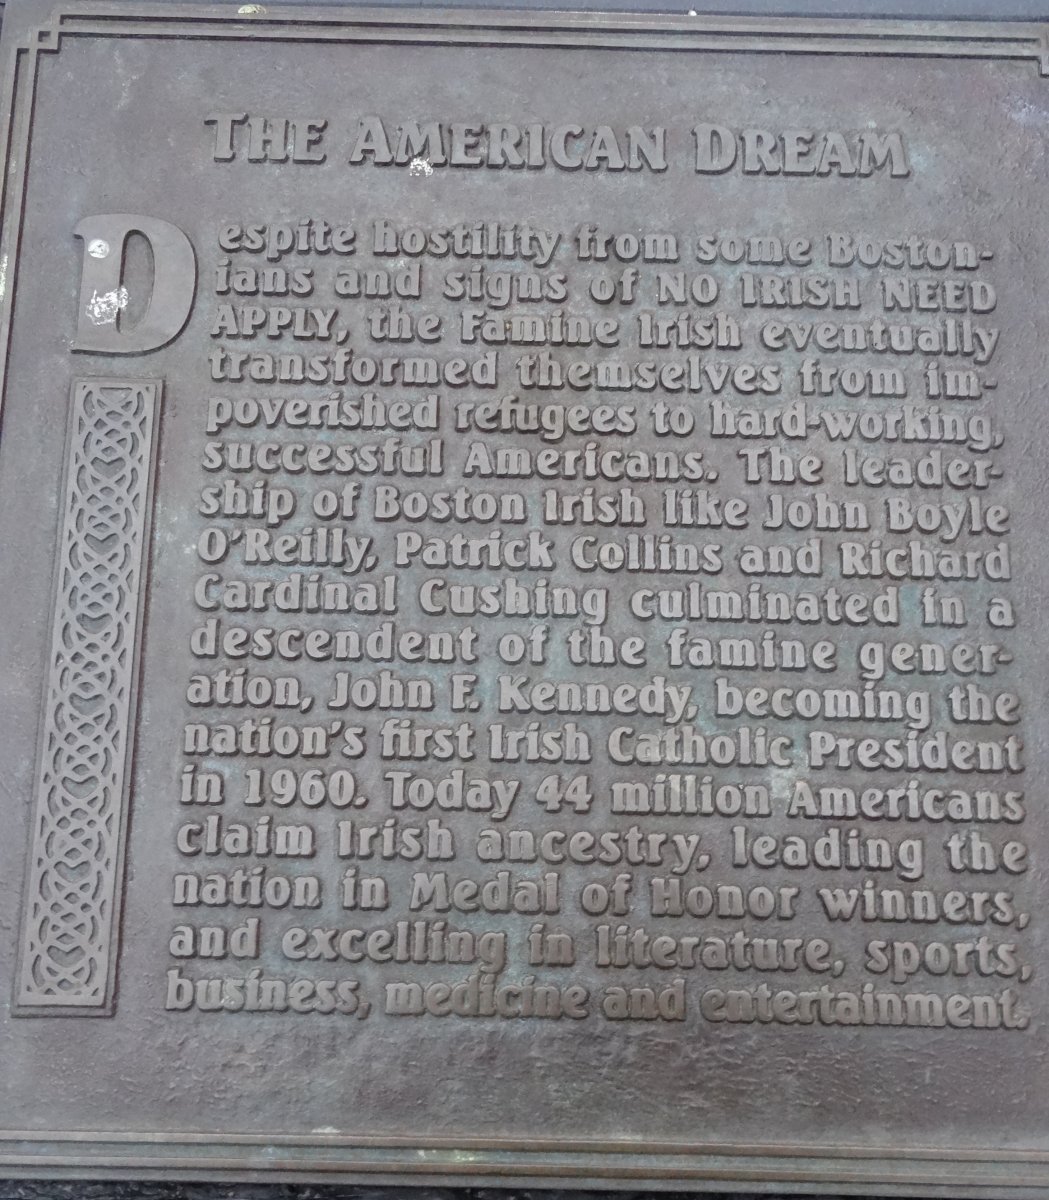 THE AMERICAN DREAM
Despite hostility from some Boston-
ians and signs of NO IRISH NEED
APPLY, the Famine Irish eventually
transformed themselves from im-
poverished refugees to hard-working,
successful Americans. The leader-
ship of Boston Irish like John Boyle
O'Reilly, Patrick Collins and Richard
Cardinal Cushing culminated in a
descendent of the famine gener-
ation, John F. Kennedy, becoming the
nation's first Irish Catholic President
in 1960. Today 44 million Americans
claim Irish ancestry, leading the
nation in Medal of Honor winners,
and excelling in literature, sports,
business, medicine and entertainment.